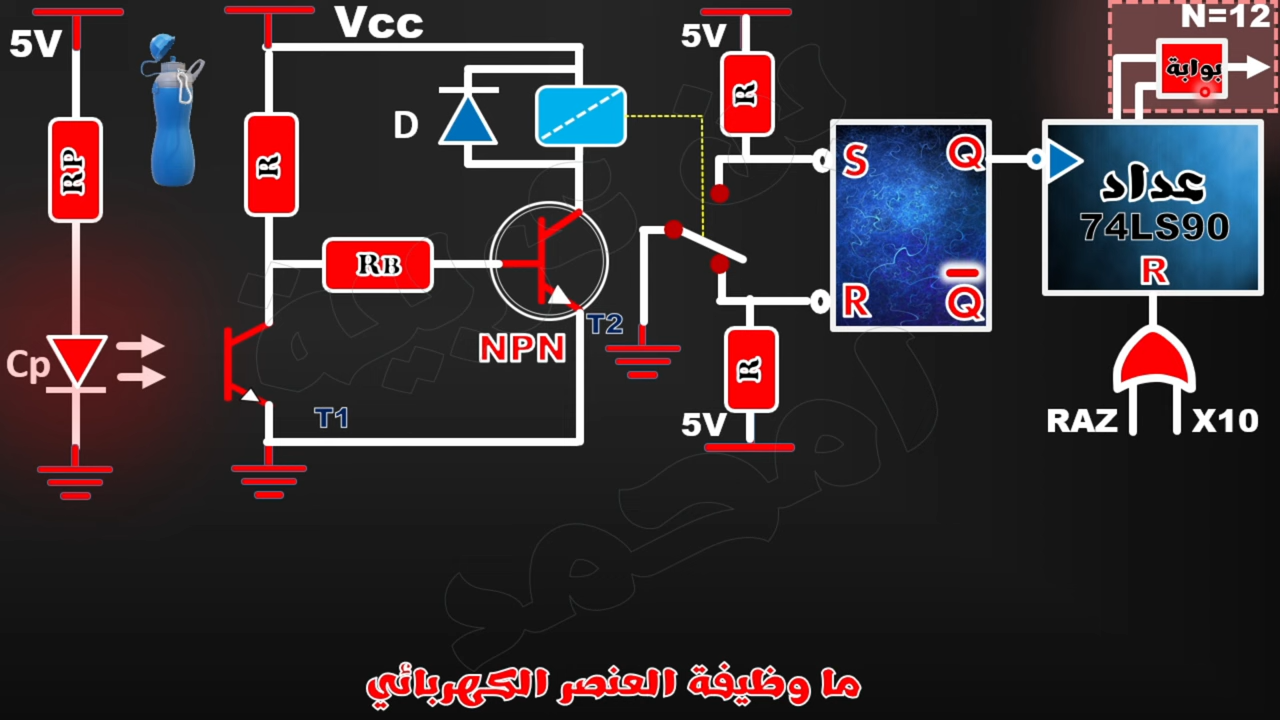 5V
Vcc
5V
N=12
بوابة
RP
R
D
R
S
Q
عداد
74LS90
R
RB
R
Q
Cp
T2
NPN
R
T1
5V
RAZ
X10
ما وظيفة العنصر الكهربائي